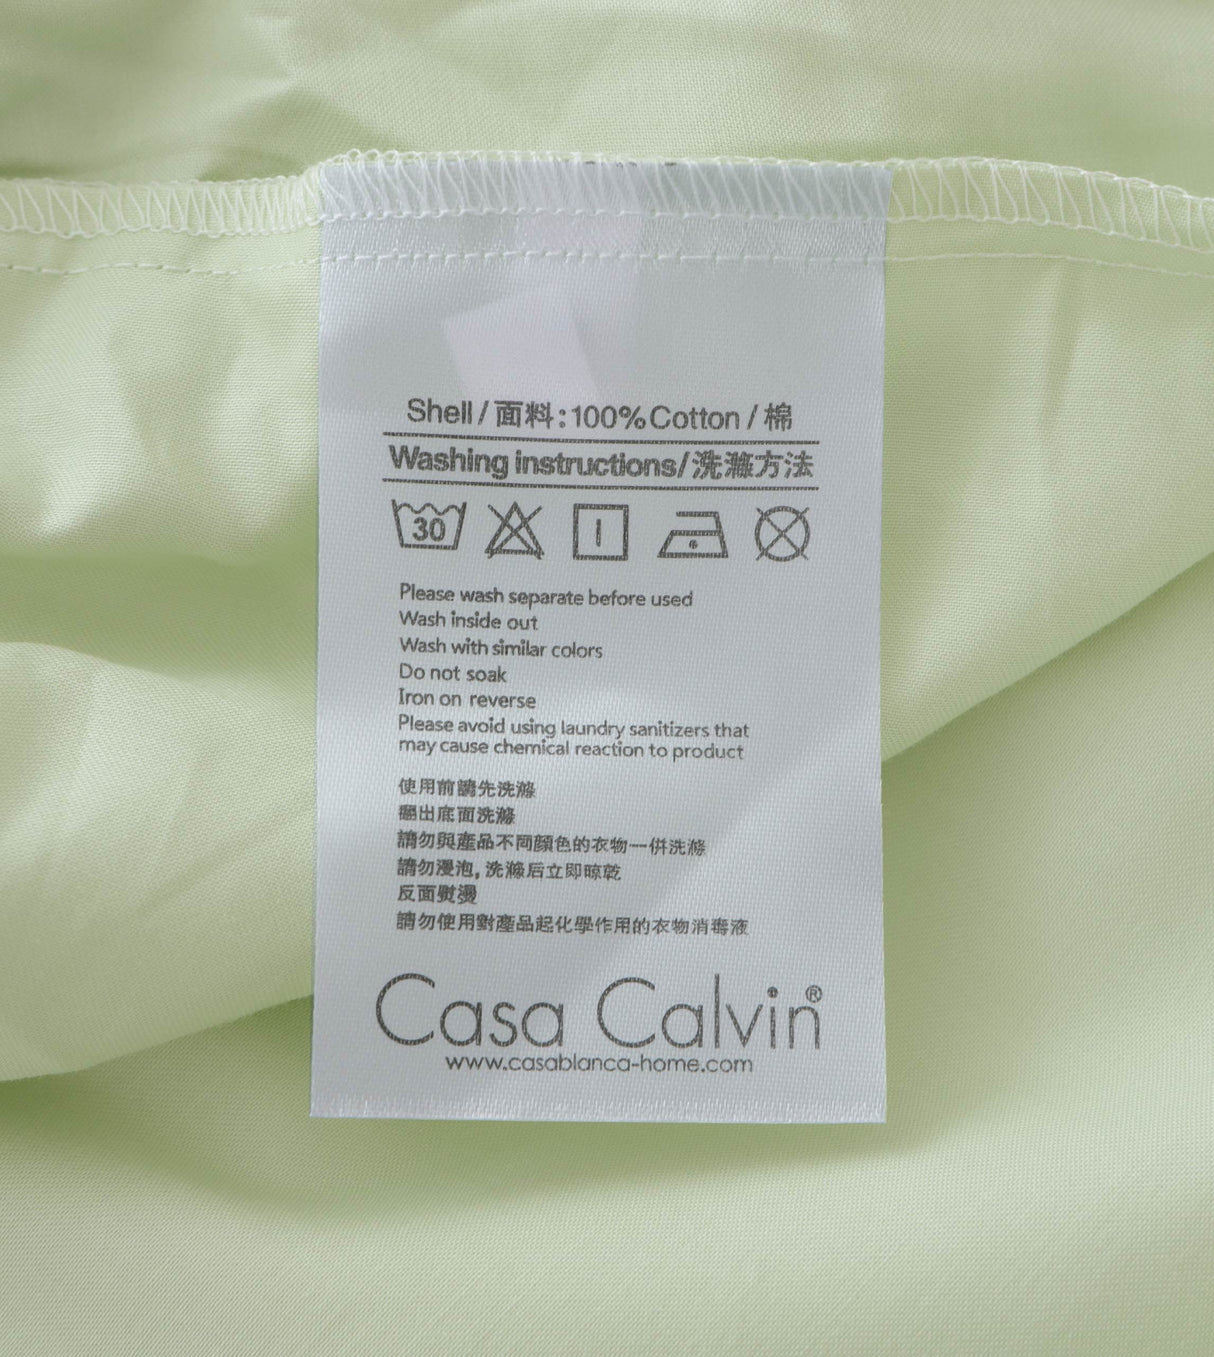 Shell / 面料:100% Cotton / 棉
Washing instructions/洗滌方法
30
Please wash separate before used
Wash inside out
Wash with similar colors
Do not soak
Iron on reverse
Please avoid using laundry sanitizers that
may cause chemical reaction to product
使用前請先洗滌
翻出底面洗滌
請勿與產品不同顏色的衣物一併洗滌
請勿浸泡, 洗滌后立即晾乾
反面熨燙
請勿使用對產品起化學作用的衣物消毒液
Casa Calvin®
www.casablanca-home.com